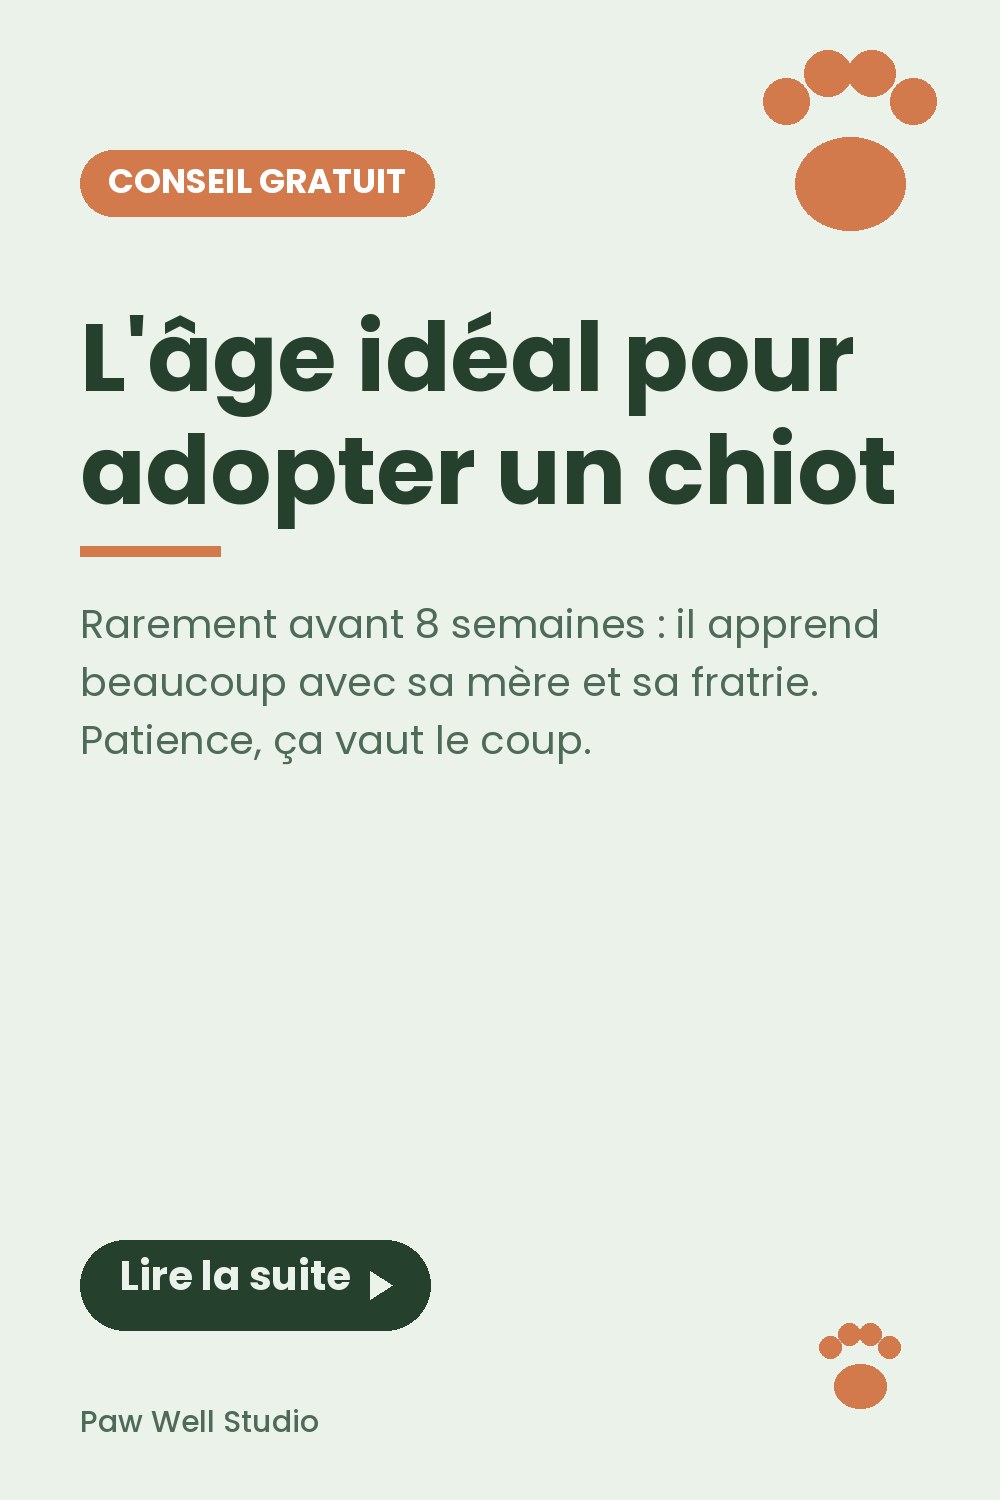 CONSEIL GRATUIT
L'âge idéal pour
adopter un chiot
Rarement avant 8 semaines : il apprend
beaucoup avec sa mère et sa fratrie.
Patience, ça vaut le coup.
Lire la suite
Paw Well Studio